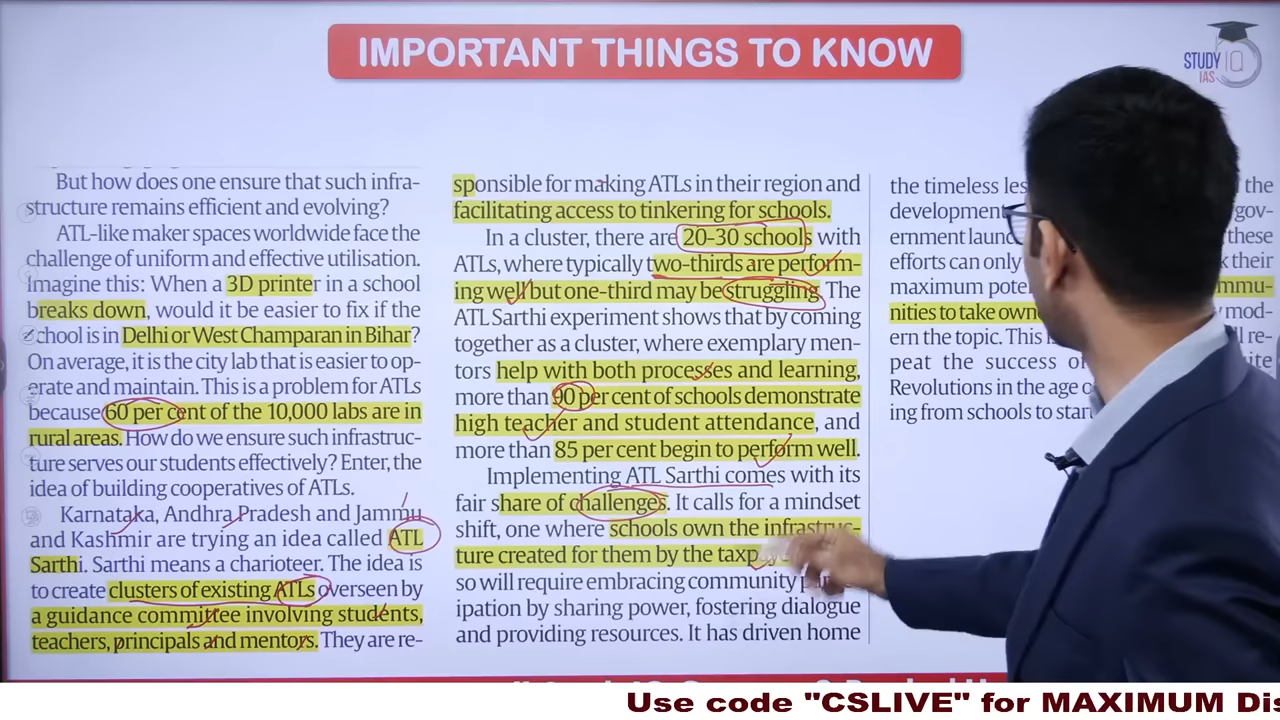 IMPORTANT THINGS TO KNOW
STUDY IQ
IAS
But how does one ensure that such infra-
structure remains efficient and evolving?
ATL-like maker spaces worldwide face the
challenge of uniform and effective utilisation.
Imagine this: When a 3D printer in a school
breaks down, would it be easier to fix if the
school is in Delhi or West Champaran in Bihar?
On average, it is the city lab that is easier to op-
erate and maintain. This is a problem for ATLs
because 60 per cent of the 10,000 labs are in
rural areas. How do we ensure such infrastruc-
ture serves our students effectively? Enter, the
idea of building cooperatives of ATLs.
Karnataka, Andhra Pradesh and Jammu
and Kashmir are trying an idea called ATL
Sarthi. Sarthi means a charioteer. The idea is
to create clusters of existing ATLs overseen by
a guidance committee involving students,
teachers, principals and mentors. They are re-
sponsible for making ATLs in their region and
facilitating access to tinkering for schools.
In a cluster, there are 20-30 schools with
ATLs, where typically two-thirds are perform-
ing well but one-third may be struggling. The
ATL Sarthi experiment shows that by coming
together as a cluster, where exemplary men-
tors help with both processes and learning,
more than 90 per cent of schools demonstrate
high teacher and student attendance, and
more than 85 per cent begin to perform well.
Implementing ATL Sarthi comes with its
fair share of challenges. It calls for a mindset
shift, one where schools own the infrastruc-
ture created for them by the
so will require embracing community
ipation by sharing power, fostering dialogue
and providing resources. It has driven home
the timeless the
development gov-
ernment these
efforts can only their
maximum mmu-
nities to take mod-
ern the topic. This re-
peat the success
Revolutions in the age
ing from schools to
Use code "CSLIVE" for MAXIMUM Dis